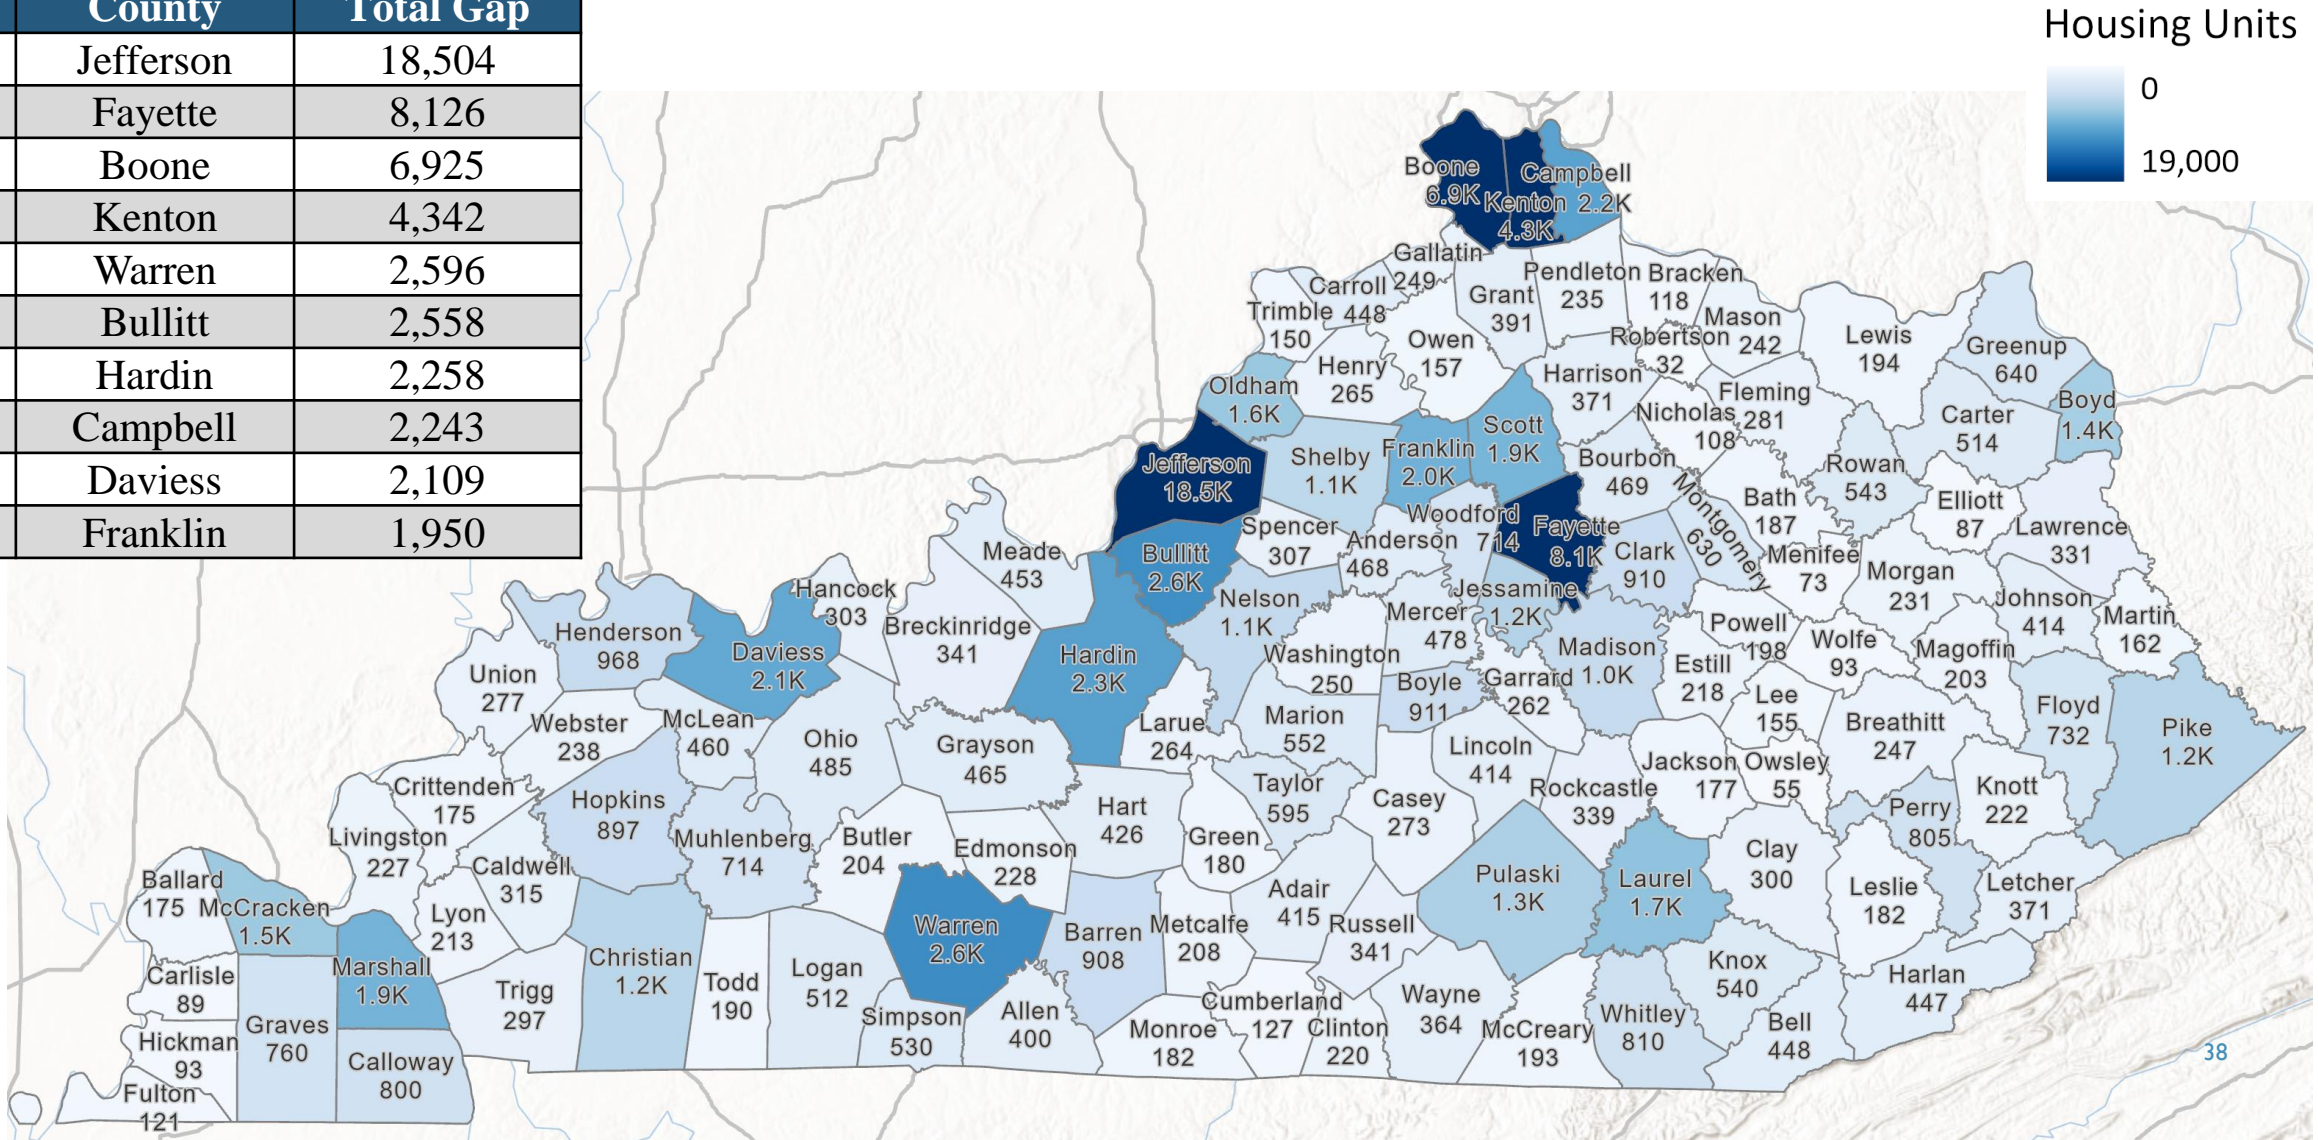 County Total Gap
Jefferson 18,504
Fayette 8,126
Boone 6,925
Kenton 4,342
Warren 2,596
Bullitt 2,558
Hardin 2,258
Campbell 2,243
Daviess 2,109
Franklin 1,950
Housing Units
0
19,000
Boone
6.9K
Kenton
4.3K
Campbell
2.2K
Gallatin
249
Carroll
448
Trimble
150
Grant
391
Pendleton
235
Bracken
118
Mason
242
Robertson
32
Lewis
194
Greenup
640
Boyd
1.4K
Carter
514
Owen
157
Henry
265
Oldham
1.6K
Harrison
371
Nicholas
108
Fleming
281
Rowan
543
Elliott
87
Lawrence
331
Jefferson
18.5K
Shelby
1.1K
Franklin
2.0K
Scott
1.9K
Bourbon
469
Montgomery
630
Bath
187
Menifee
73
Morgan
231
Johnson
414
Martin
162
Bullitt
2.6K
Spencer
307
Anderson
468
Woodford
714
Fayette
8.1K
Clark
910
Jessamine
1.2K
Powell
198
Wolfe
93
Magoffin
203
Floyd
732
Pike
1.2K
Meade
453
Hancock
303
Breckinridge
341
Hardin
2.3K
Nelson
1.1K
Washington
250
Mercer
478
Boyle
911
Garrard
262
Madison
1.0K
Estill
218
Lee
155
Breathitt
247
Knott
222
Henderson
968
Daviess
2.1K
Union
277
Webster
238
McLean
460
Ohio
485
Grayson
465
Larue
264
Marion
552
Taylor
595
Casey
273
Lincoln
414
Rockcastle
339
Jackson
177
Owsley
55
Perry
805
Leslie
182
Letcher
371
Crittenden
175
Livingston
227
Hopkins
897
Muhlenberg
714
Butler
204
Edmonson
228
Hart
426
Green
180
Adair
415
Russell
341
Pulaski
1.3K
Laurel
1.7K
Clay
300
Knox
540
Harlan
447
Ballard
175
McCracken
1.5K
Caldwell
315
Lyon
213
Marshall
1.9K
Christian
1.2K
Trigg
297
Todd
190
Logan
512
Warren
2.6K
Simpson
530
Allen
400
Barren
908
Metcalfe
208
Monroe
182
Cumberland
127
Clinton
220
Wayne
364
McCreary
193
Whitley
810
Bell
448
Carlisle
89
Hickman
93
Graves
760
Calloway
800
Fulton
121
38